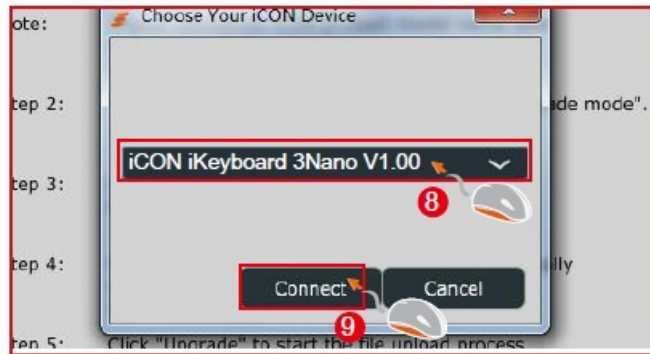 Choose Your iCON Device
ote:
tep 2:
ade mode".
iCON iKeyboard 3Nano V1.00
8
tep 3:
tep 4:
lly
Connect
Cancel
9
tep 5:
Click "Upgrade" to start the file upload process